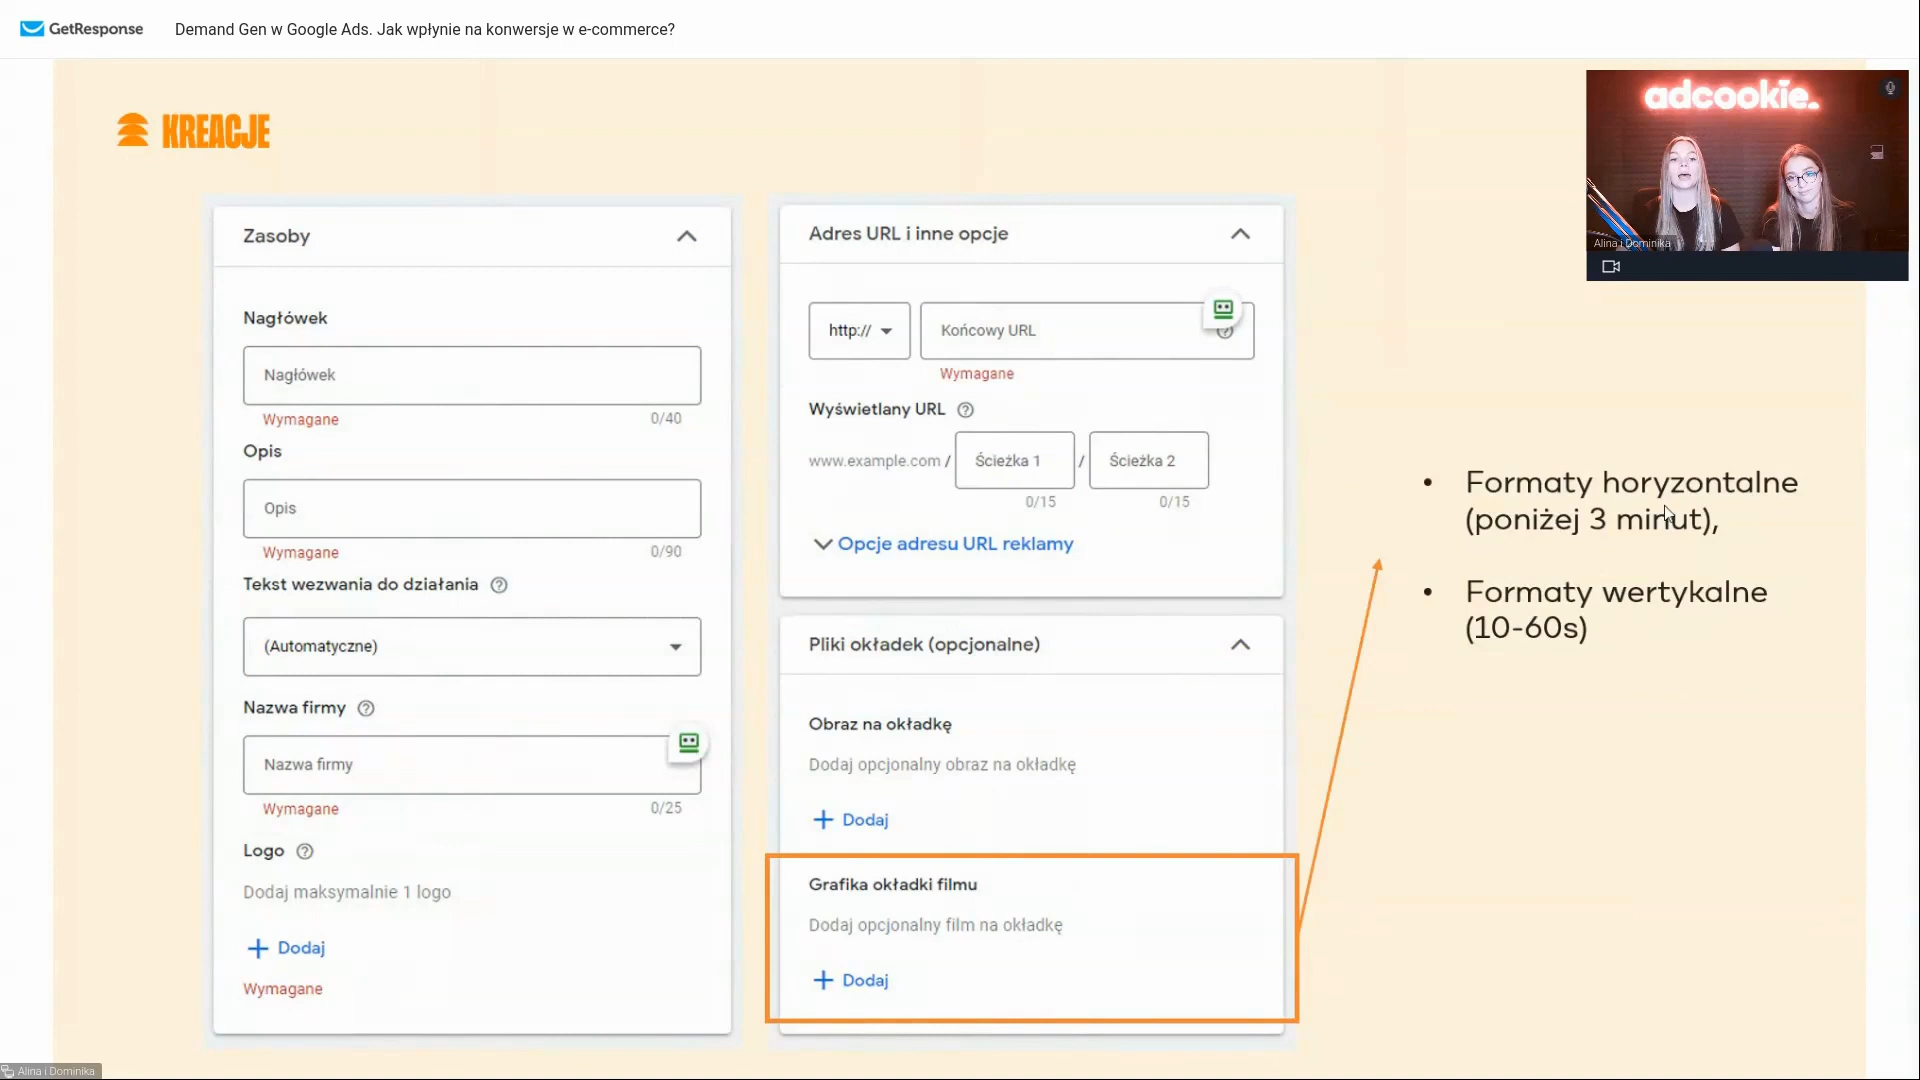 GetResponse
Demand Gen w Google Ads. Jak wpłynie na konwersje w e-commerce?
KREACJE
adcookie.
Alina i Dominika
Zasoby
Nagłówek
Nagłówek
Wymagane 0/40
Opis
Opis
Wymagane 0/90
Tekst wezwania do działania
(Automatyczne)
Nazwa firmy
Nazwa firmy
Wymagane 0/25
Logo
Dodaj maksymalnie 1 logo
+ Dodaj
Wymagane
Adres URL i inne opcje
http:// Końcowy URL
Wymagane
Wyświetlany URL
www.example.com / Ścieżka 1 / Ścieżka 2
0/15 0/15
Opcje adresu URL reklamy
Pliki okładek (opcjonalne)
Obraz na okładkę
Dodaj opcjonalny obraz na okładkę
+ Dodaj
Grafika okładki filmu
Dodaj opcjonalny film na okładkę
+ Dodaj
• Formaty horyzontalne
(poniżej 3 minut),
• Formaty wertykalne
(10-60s)
Alina i Dominika